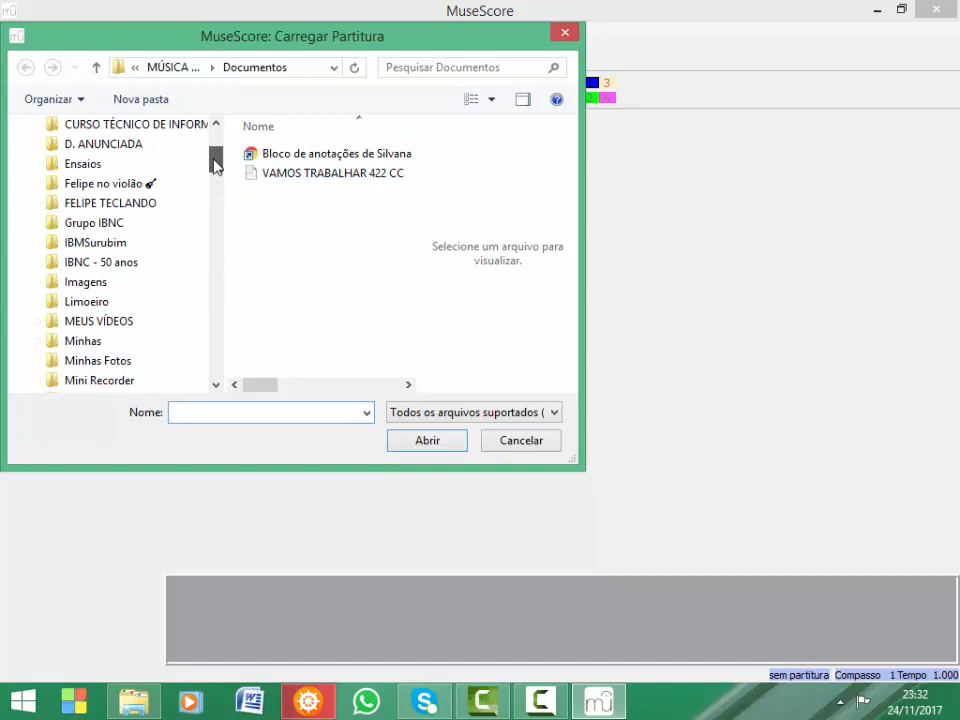 MuseScore
MuseScore: Carregar Partitura
« MÚSICA ... Documentos
Pesquisar Documentos
Organizar
Nova pasta
CURSO TÉCNICO DE INFORM
D. ANUNCIADA
Ensaios
Felipe no violão
FELIPE TECLANDO
Grupo IBNC
IBMSurubim
IBNC - 50 anos
Imagens
Limoeiro
MEUS VÍDEOS
Minhas
Minhas Fotos
Mini Recorder
Nome
Bloco de anotações de Silvana
VAMOS TRABALHAR 422 CC
Selecione um arquivo para
visualizar.
3
2
Nome:
Todos os arquivos suportados (
Abrir
Cancelar
sem partitura Compasso 1 Tempo 1.000
23:32
24/11/2017